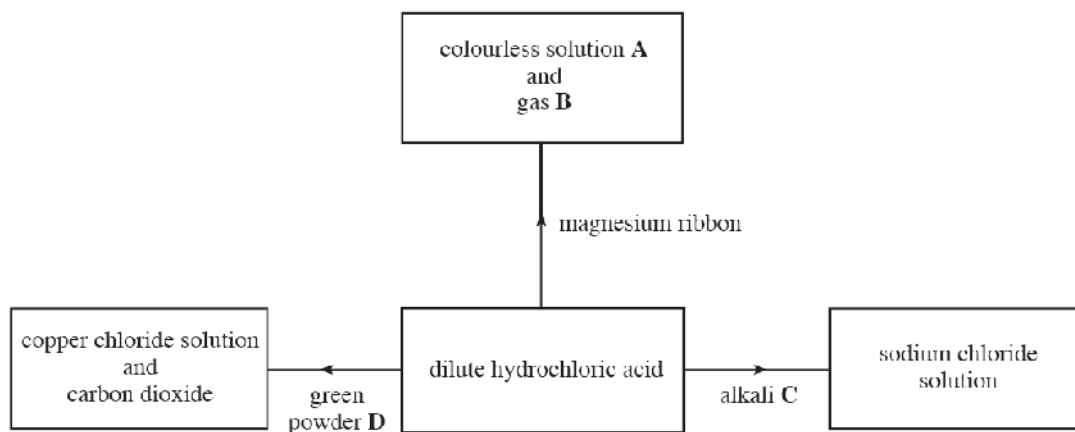 colourless solution A
and
gas B
magnesium ribbon
copper chloride solution
and
carbon dioxide
green
powder D
dilute hydrochloric acid
alkali C
sodium chloride
solution